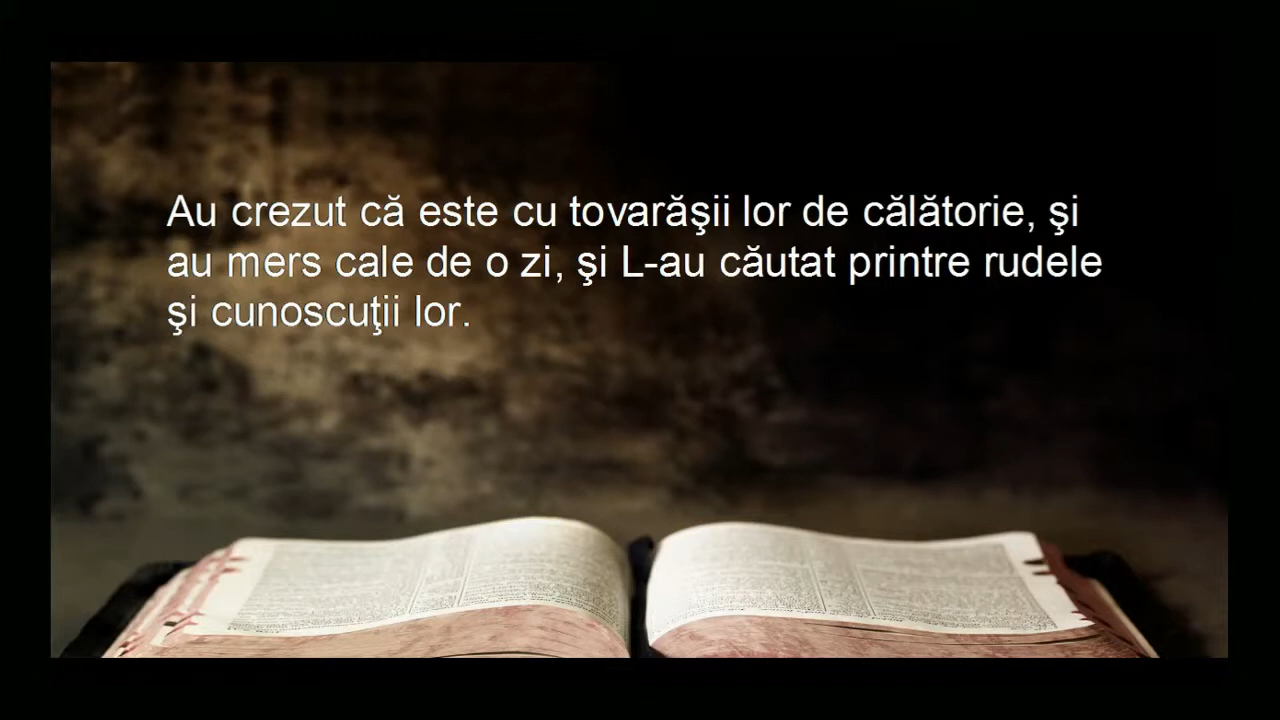 Au crezut că este cu tovarăşii lor de călătorie, şi
au mers cale de o zi, şi L-au căutat printre rudele
şi cunoscuţii lor.